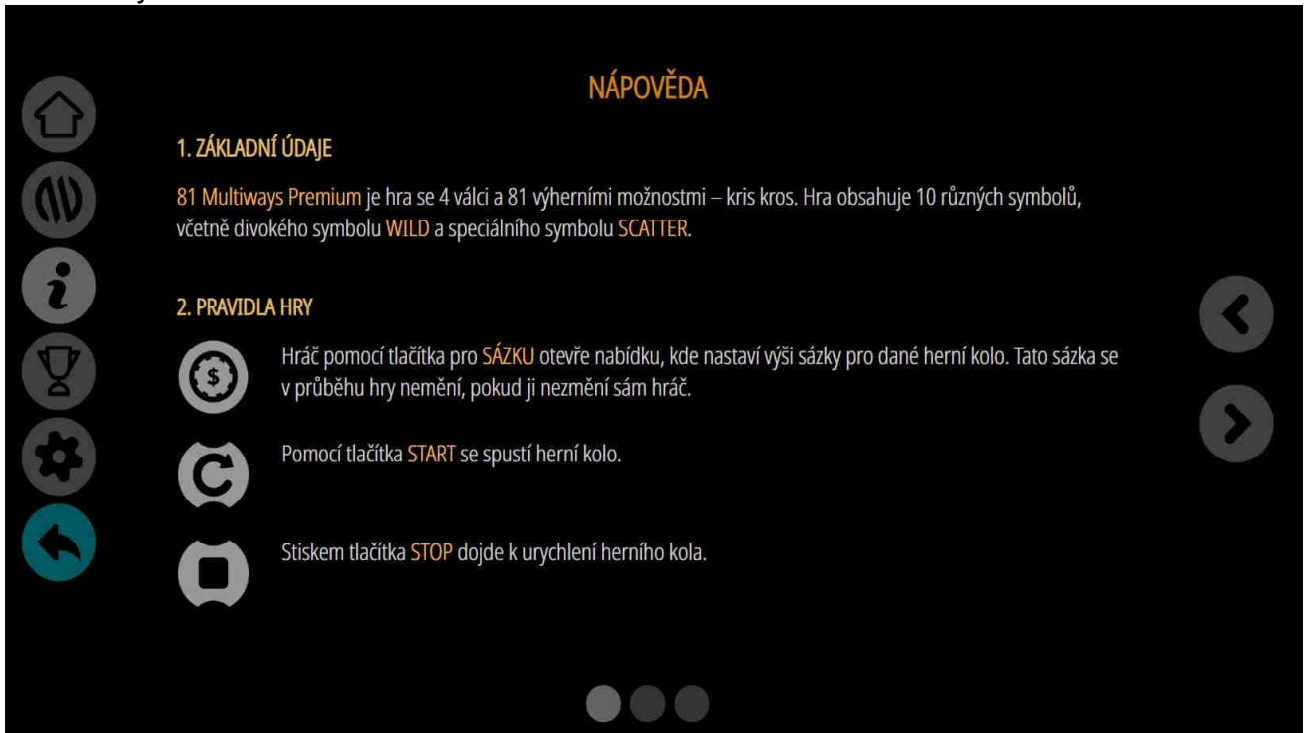 NÁPOVĚDA
1. ZÁKLADNÍ ÚDAJE
81 Multiways Premium je hra se 4 válci a 81 výherními možnostmi – kris kros. Hra obsahuje 10 různých symbolů,
včetně divokého symbolu WILD a speciálního symbolu SCATTER.
2. PRAVIDLA HRY
Hráč pomocí tlačítka pro SÁZKU otevře nabídku, kde nastaví výši sázky pro dané herní kolo. Tato sázka se
v průběhu hry nemění, pokud ji nezmění sám hráč.
Pomocí tlačítka START se spustí herní kolo.
Stiskem tlačítka STOP dojde k urychlení herního kola.